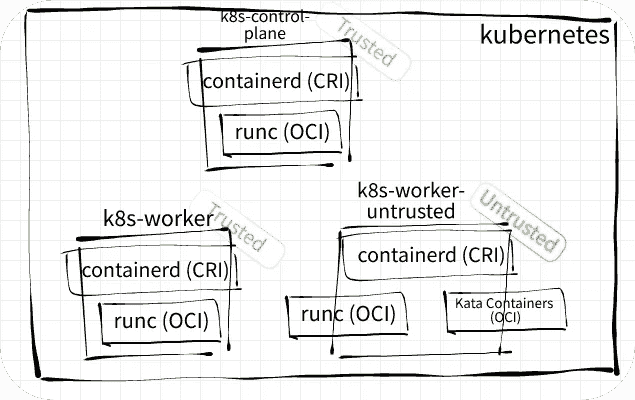 k8s-control-
plane
Trusted
kubernetes
containerd (CRI)
runc (OCI)
k8s-worker
Trusted
containerd (CRI)
runc (OCI)
k8s-worker-
untrusted
Untrusted
containerd (CRI)
runc (OCI)
Kata Containers
(OCI)